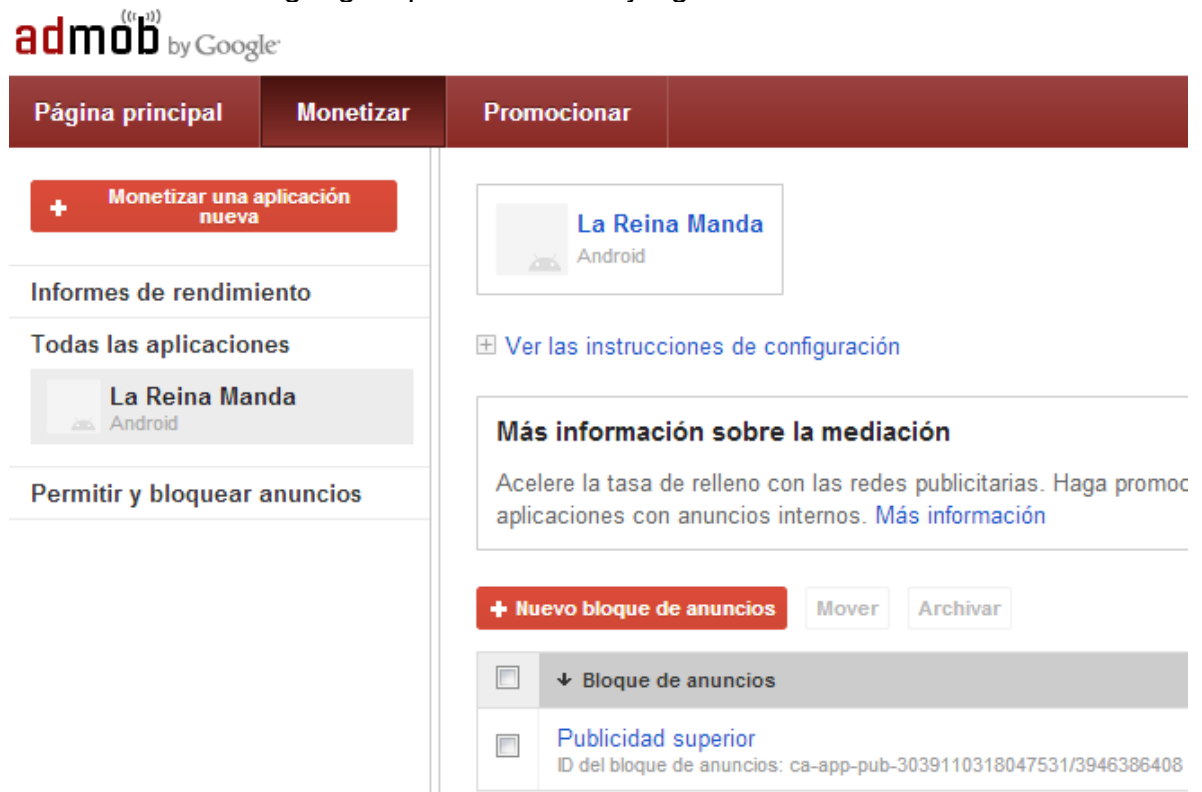 admob by Google
Página principal
Monetizar
Promocionar
Monetizar una aplicación
nueva
Informes de rendimiento
Todas las aplicaciones
La Reina Manda
Android
Permitir y bloquear anuncios
La Reina Manda
Android
Ver las instrucciones de configuración
Más información sobre la mediación
Acelere la tasa de relleno con las redes publicitarias. Haga promoc
aplicaciones con anuncios internos. Más información
Nuevo bloque de anuncios
Mover
Archivar
Bloque de anuncios
Publicidad superior
ID del bloque de anuncios: ca-app-pub-3039110318047531/3946386408